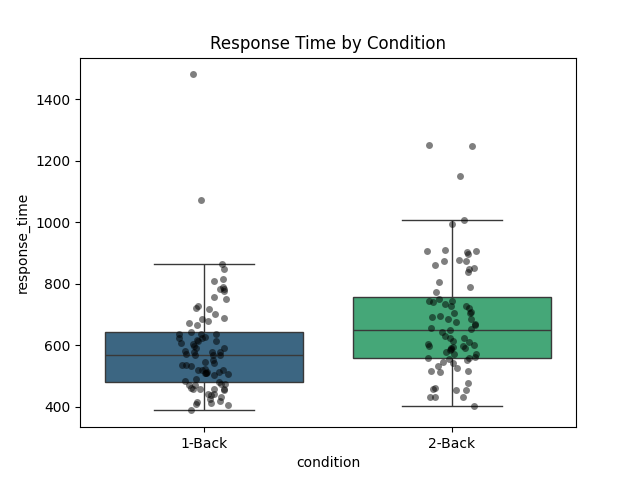 Response Time by Condition
response_time
1400
1200
1000
800
600
400
1-Back
2-Back
condition